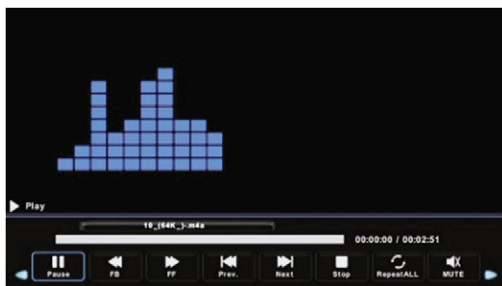 Play
10_(64K_)-.m4a
00:00:00 / 00:02:51
Pause FB FF Prev. Next Stop RepeatALL MUTE